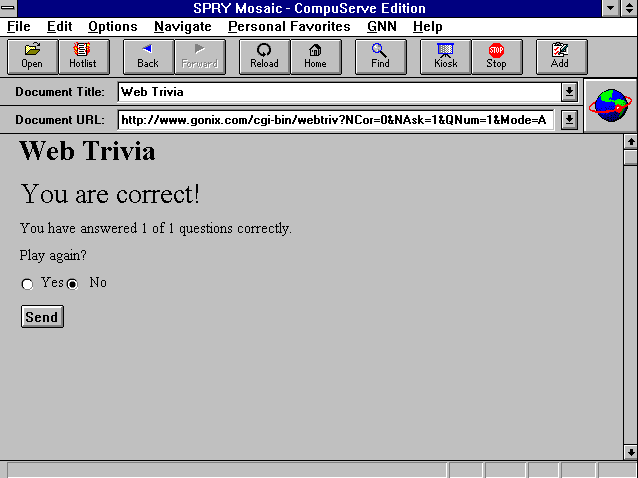 SPRY Mosaic - CompuServe Edition
File Edit Options Navigate Personal Favorites GNN Help
Open Hotlist Back Forward Reload Home Find Kiosk Stop Add
STOP
Document Title: Web Trivia
Document URL: http://www.gonix.com/cgi-bin/webtriv?NCor=0&NAsk=1&QNum=1&Mode=A
Web Trivia
You are correct!
You have answered 1 of 1 questions correctly.
Play again?
Yes No
Send